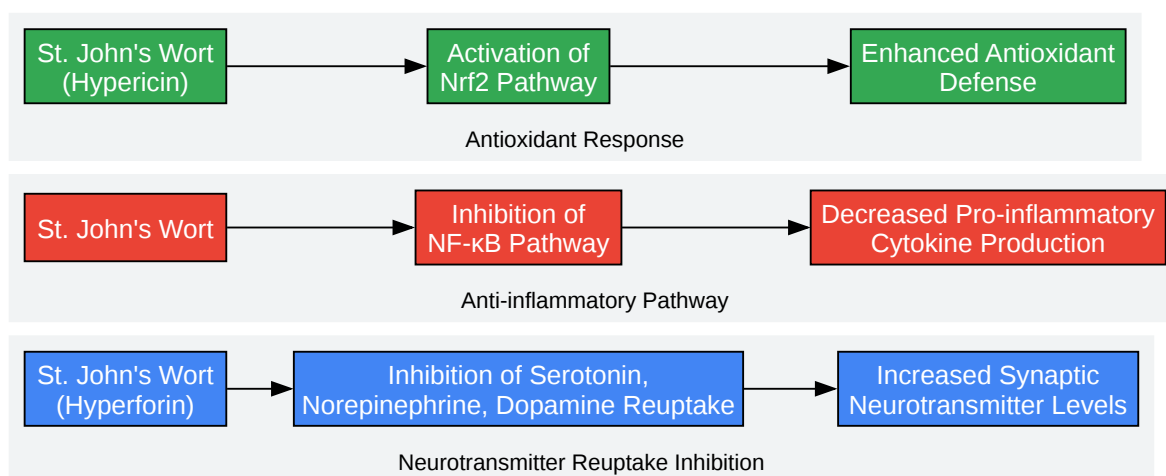 St. John's Wort
(Hypericin)
Activation of
Nrf2 Pathway
Enhanced Antioxidant
Defense
Antioxidant Response
St. John's Wort
Inhibition of
NF-κB Pathway
Decreased Pro-inflammatory
Cytokine Production
Anti-inflammatory Pathway
St. John's Wort
(Hyperforin)
Inhibition of Serotonin,
Norepinephrine, Dopamine Reuptake
Increased Synaptic
Neurotransmitter Levels
Neurotransmitter Reuptake Inhibition